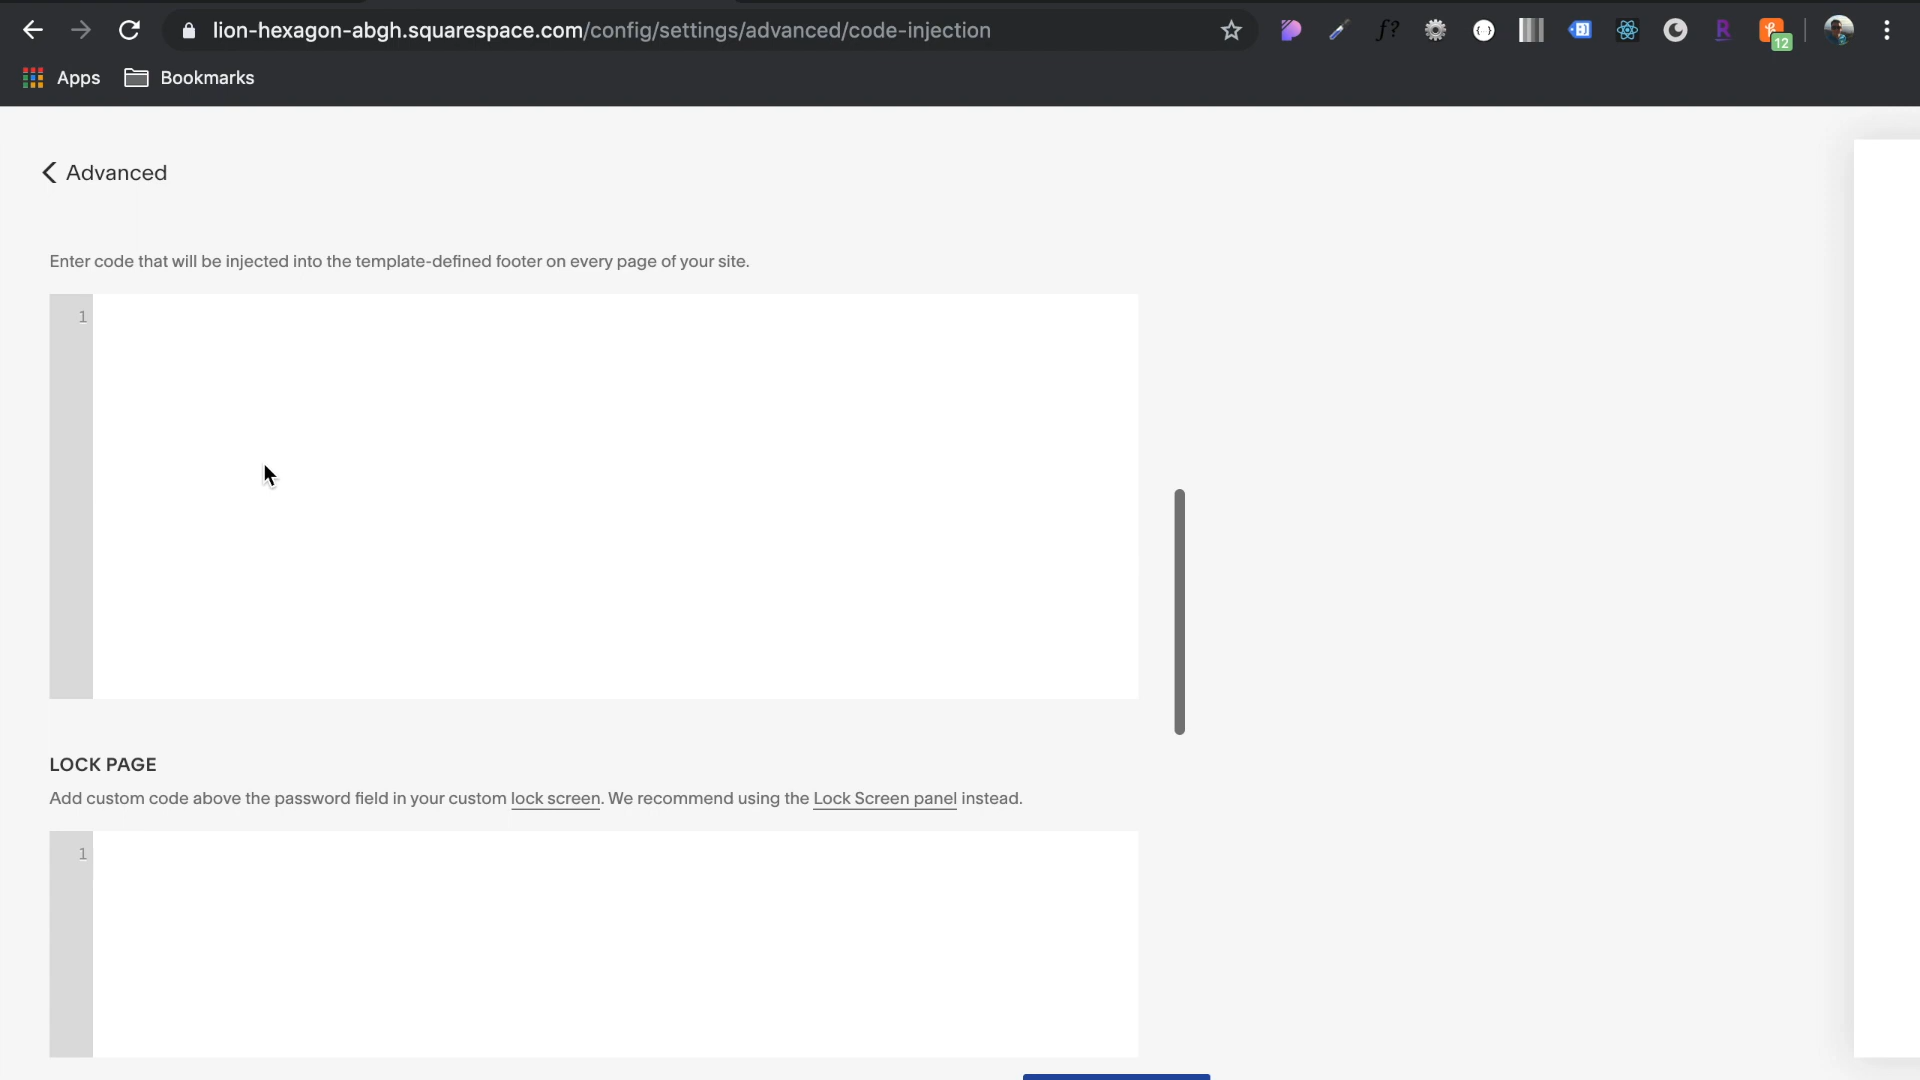 lion-hexagon-abgh.squarespace.com/config/settings/advanced/code-injection
f?
R
12
Apps
Bookmarks
Advanced
Enter code that will be injected into the template-defined footer on every page of your site.
1
LOCK PAGE
Add custom code above the password field in your custom lock screen. We recommend using the Lock Screen panel instead.
1